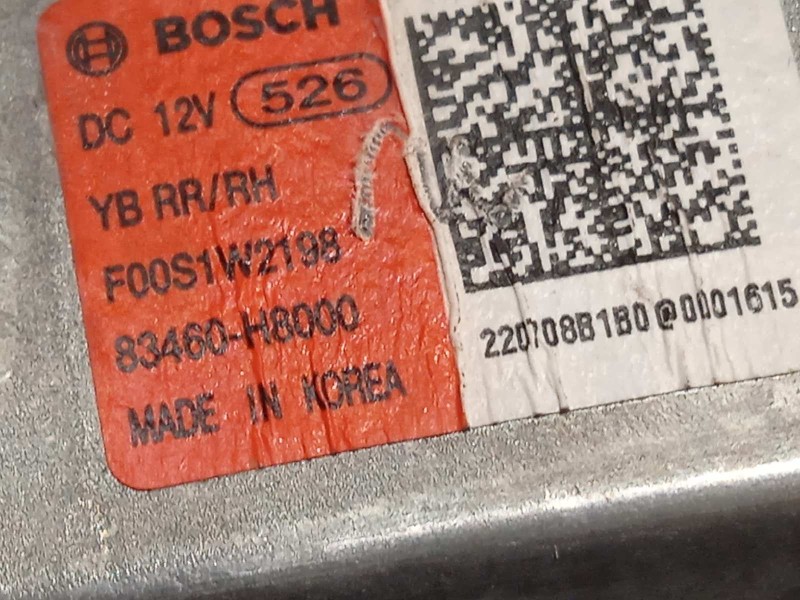 BOSCH
DC 12V 526
YB RR/RH
F00S1W2198
83460-H8000
MADE IN KOREA
220708B1B0@0001615